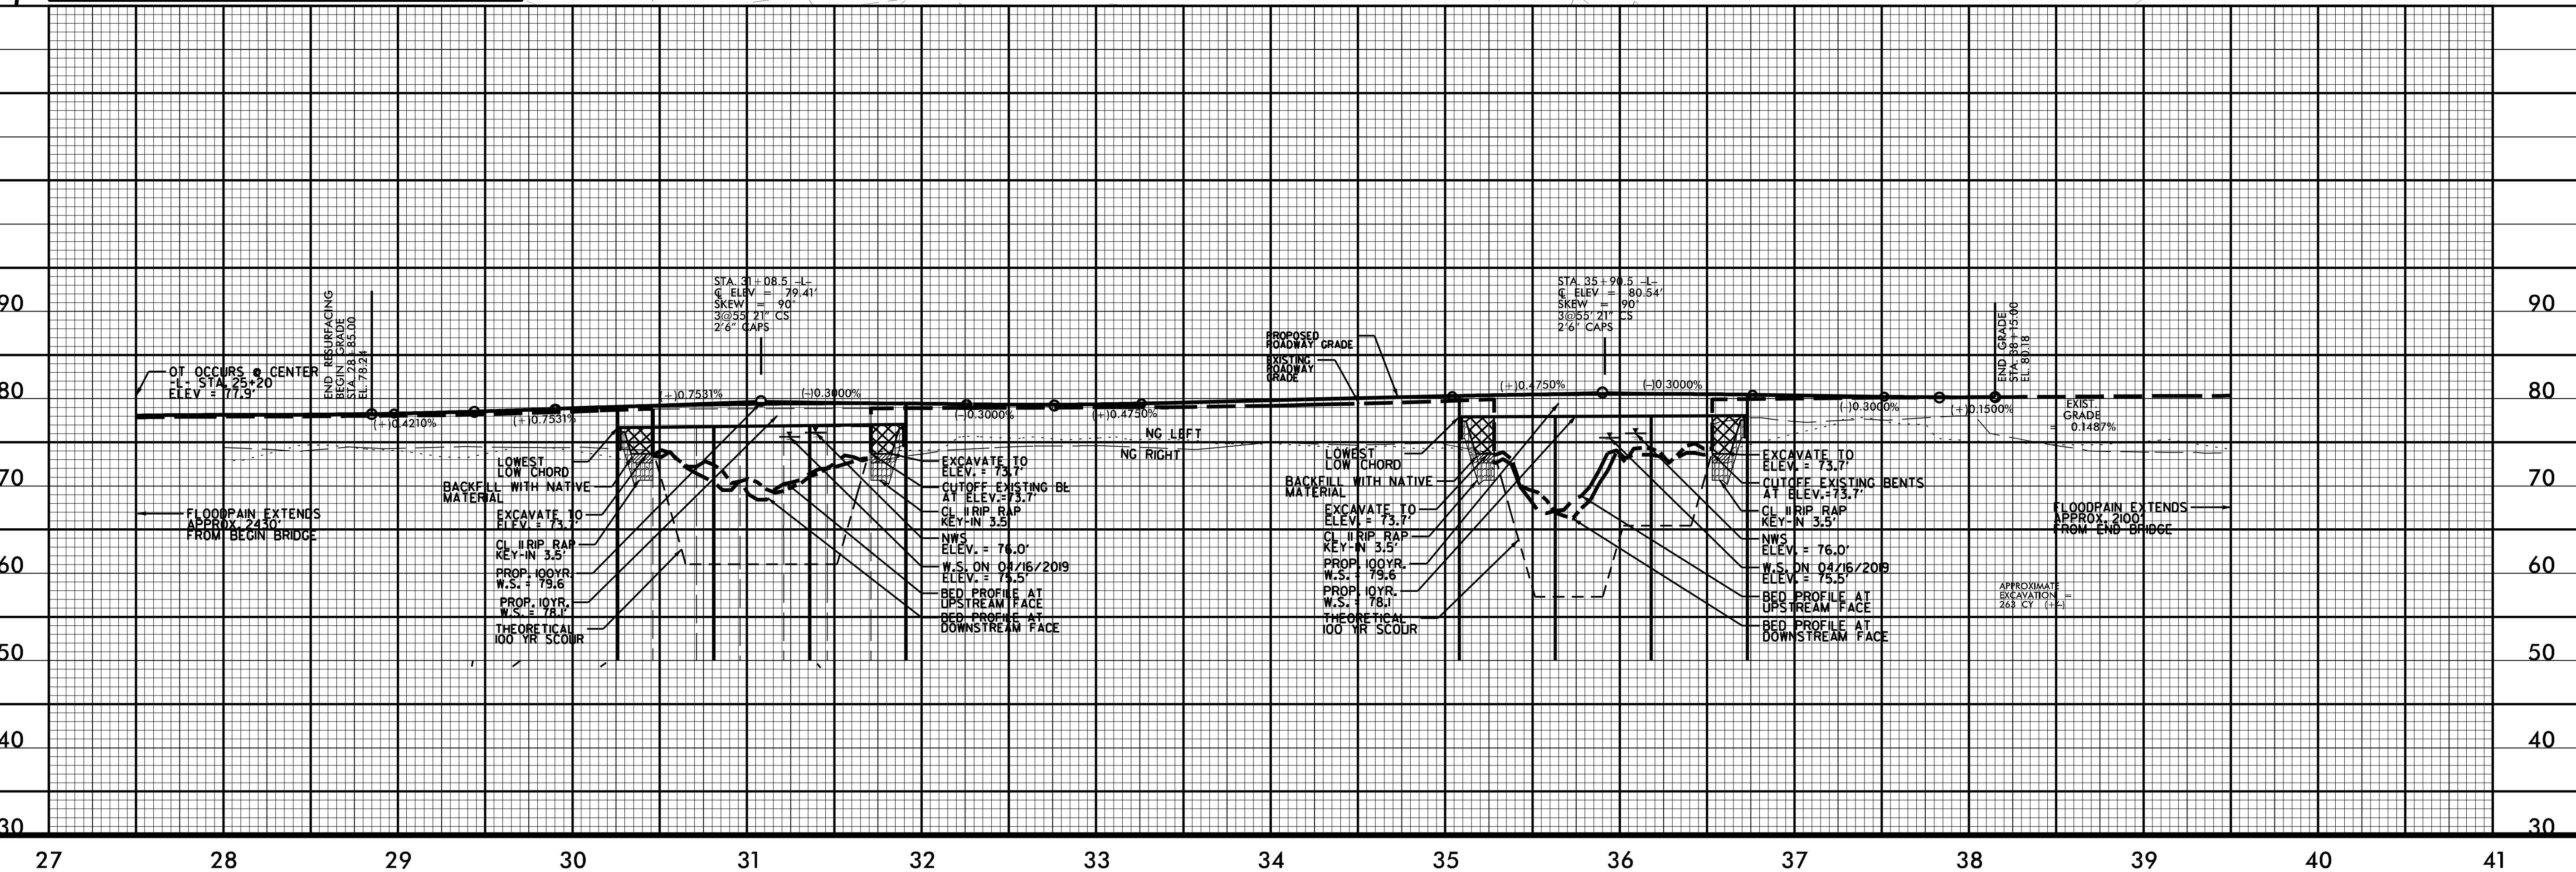 STA. 31+08.5 -L-
℄ ELEV = 79.41'
SKEW = 90°
3@55' 21" CS
2'6" CAPS
STA. 35+90.5 -L-
℄ ELEV = 80.54'
SKEW = 90°
3@55' 21" CS
2'6" CAPS
END RESURFACING
BEGIN GRADE
STA. 28+85.00
EL. 78.24
END GRADE
STA. 38+15.00
EL. 80.18
90
90
PROPOSED
ROADWAY GRADE
EXISTING
ROADWAY
GRADE
OT OCCURS @ CENTER
-L- STA. 25+20
ELEV = 77.9'
80
80
(+)0.4210%
(+)0.7531%
(+)0.7531%
(-)0.3000%
(-)0.3000%
(+)0.4750%
(+)0.4750%
(-)0.3000%
(-)0.3000%
(+)0.1500%
EXIST.
GRADE
= 0.1487%
NG LEFT
NG RIGHT
70
70
FLOODPAIN EXTENDS
APPROX. 2430'
FROM BEGIN BRIDGE
LOWEST
LOW CHORD
BACKFILL WITH NATIVE
MATERIAL
EXCAVATE TO
ELEV. = 73.7'
CL II RIP RAP
KEY-IN 3.5'
PROP. 100YR.
W.S. = 79.6
PROP. 10YR.
W.S. = 78.1'
THEORETICAL
100 YR SCOUR
EXCAVATE TO
ELEV. = 73.7'
CUTOFF EXISTING BE
AT ELEV.=73.7'
CL II RIP RAP
KEY-IN 3.5'
NWS
ELEV. = 76.0'
W.S. ON 04/16/2019
ELEV. = 75.5'
BED PROFILE AT
UPSTREAM FACE
BED PROFILE AT
DOWNSTREAM FACE
LOWEST
LOW CHORD
BACKFILL WITH NATIVE
MATERIAL
EXCAVATE TO
ELEV. = 73.7'
CL II RIP RAP
KEY-IN 3.5'
PROP. 100YR.
W.S. = 79.6
PROP. 10YR.
W.S. = 78.1
THEORETICAL
100 YR SCOUR
EXCAVATE TO
ELEV. = 73.7'
CUTOFF EXISTING BENTS
AT ELEV.=73.7'
CL II RIP RAP
KEY-IN 3.5'
NWS
ELEV. = 76.0'
W.S. ON 04/16/2019
ELEV. = 75.5'
BED PROFILE AT
UPSTREAM FACE
BED PROFILE AT
DOWNSTREAM FACE
FLOODPAIN EXTENDS
APPROX. 2100'
FROM END BRIDGE
APPROXIMATE
EXCAVATION =
263 CY (+-)
60
60
50
50
40
40
30
30
27 28 29 30 31 32 33 34 35 36 37 38 39 40 41